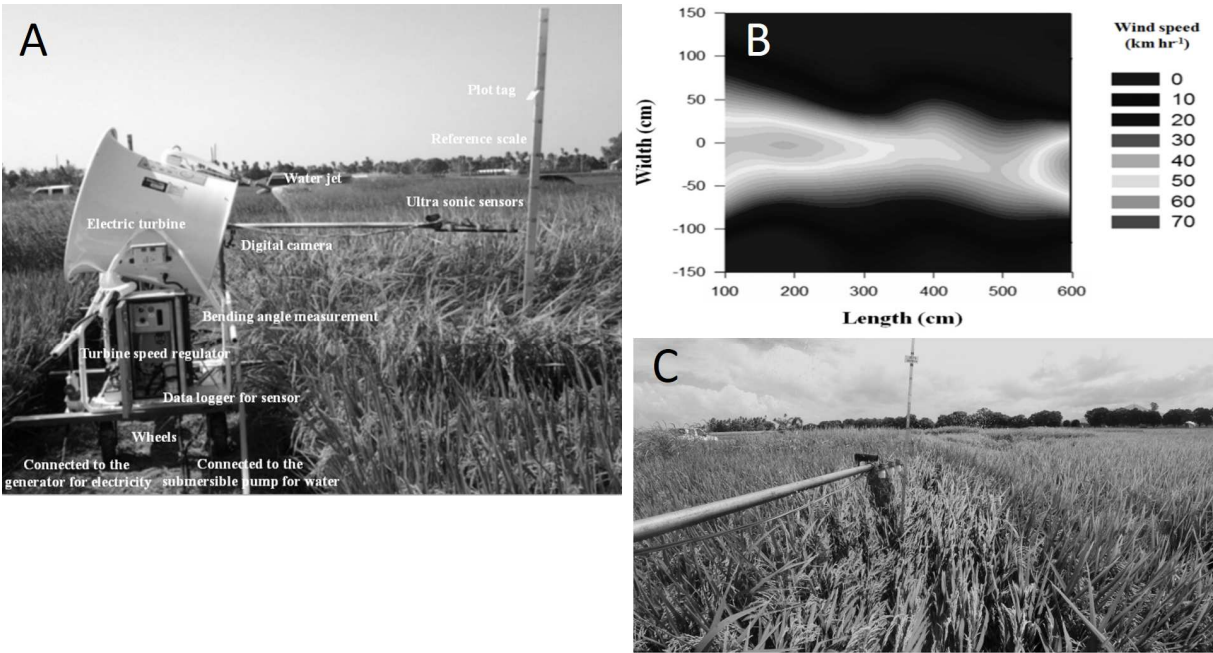 A
Plot tag
Reference scale
Water jet
Ultra sonic sensors
Electric turbine
Digital camera
Bending angle measurement
Turbine speed regulator
Data logger for sensor
Wheels
Connected to the
generator for electricity
Connected to the
submersible pump for water
B
150
100
50
0
-50
-100
-150
Width (cm)
100
200
300
400
500
600
Length (cm)
Wind speed
(km hr⁻¹)
0
10
20
30
40
50
60
70
C